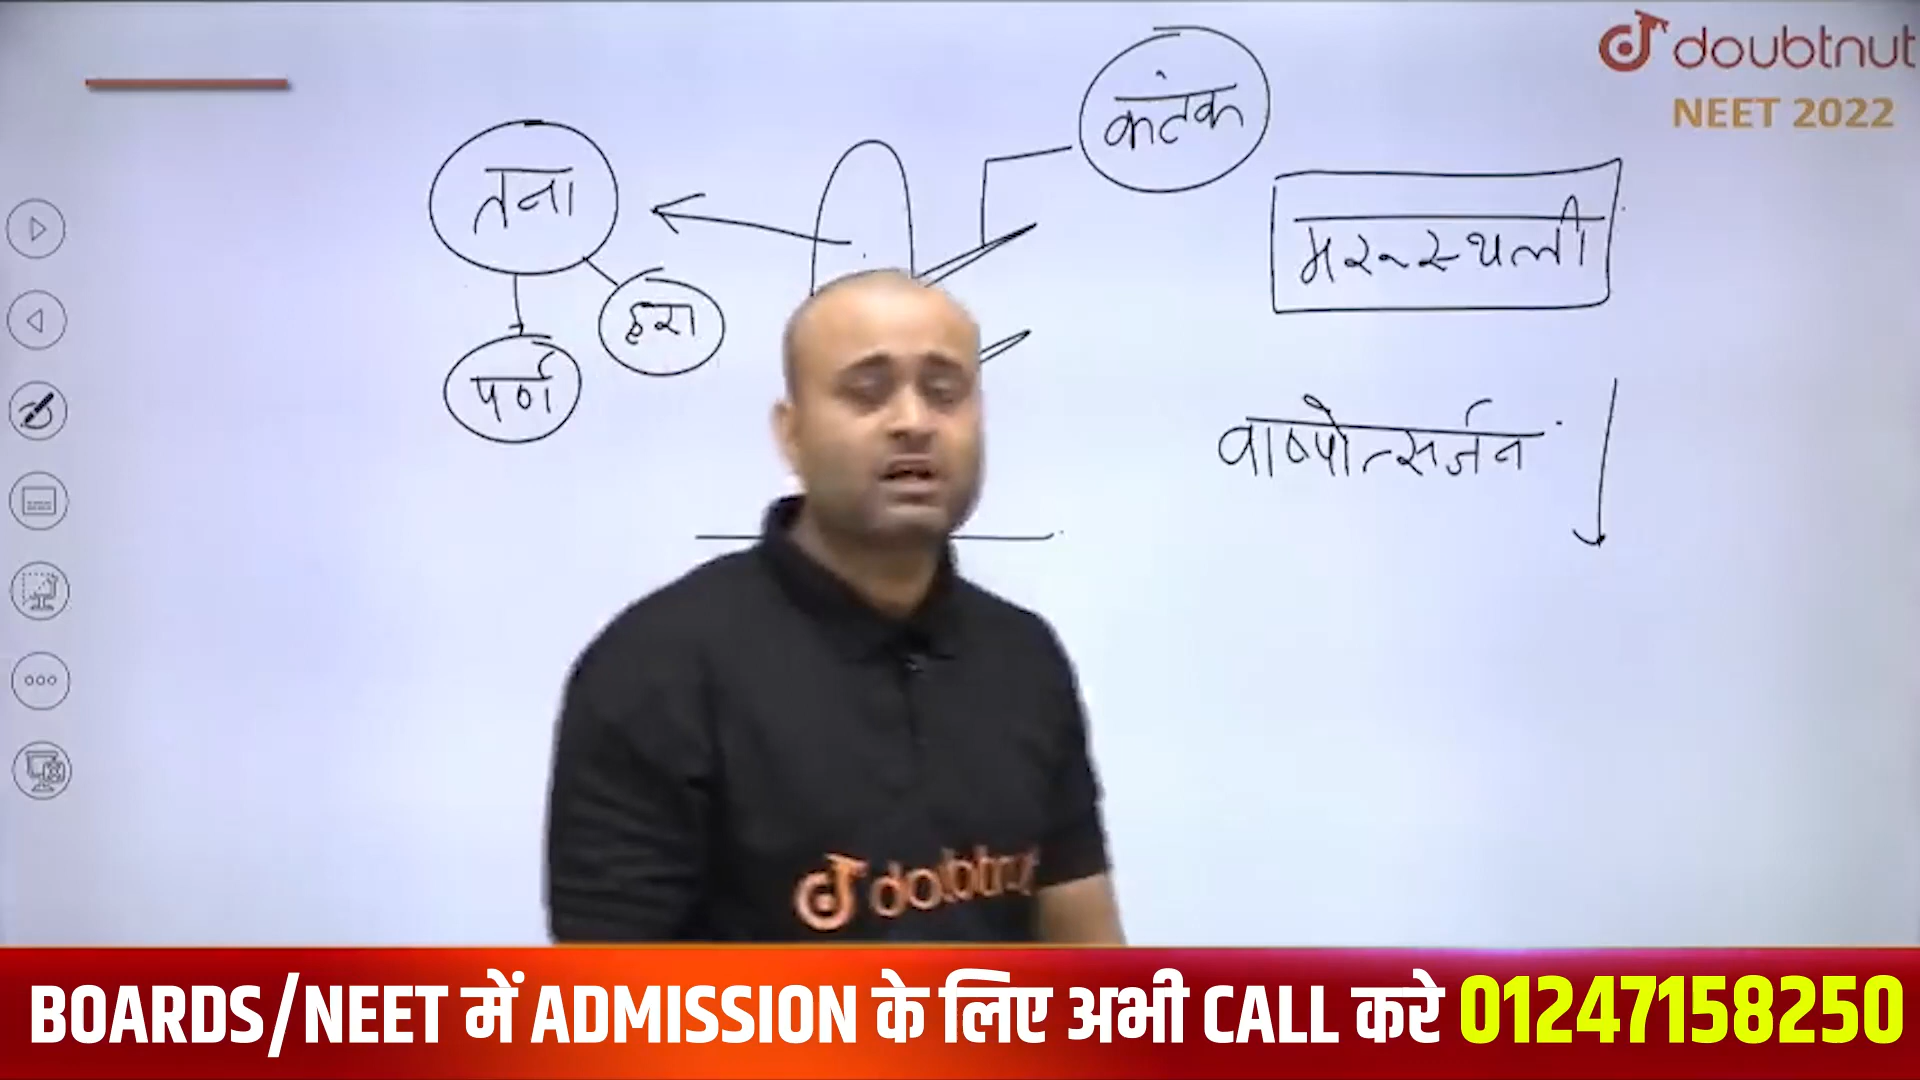 doubtnut
NEET 2022
कंटक
तना
हरा
पर्ण
मरूस्थली
वाष्पोत्सर्जन
doubtnut
BOARDS/NEET में ADMISSION के लिए अभी CALL करे 01247158250